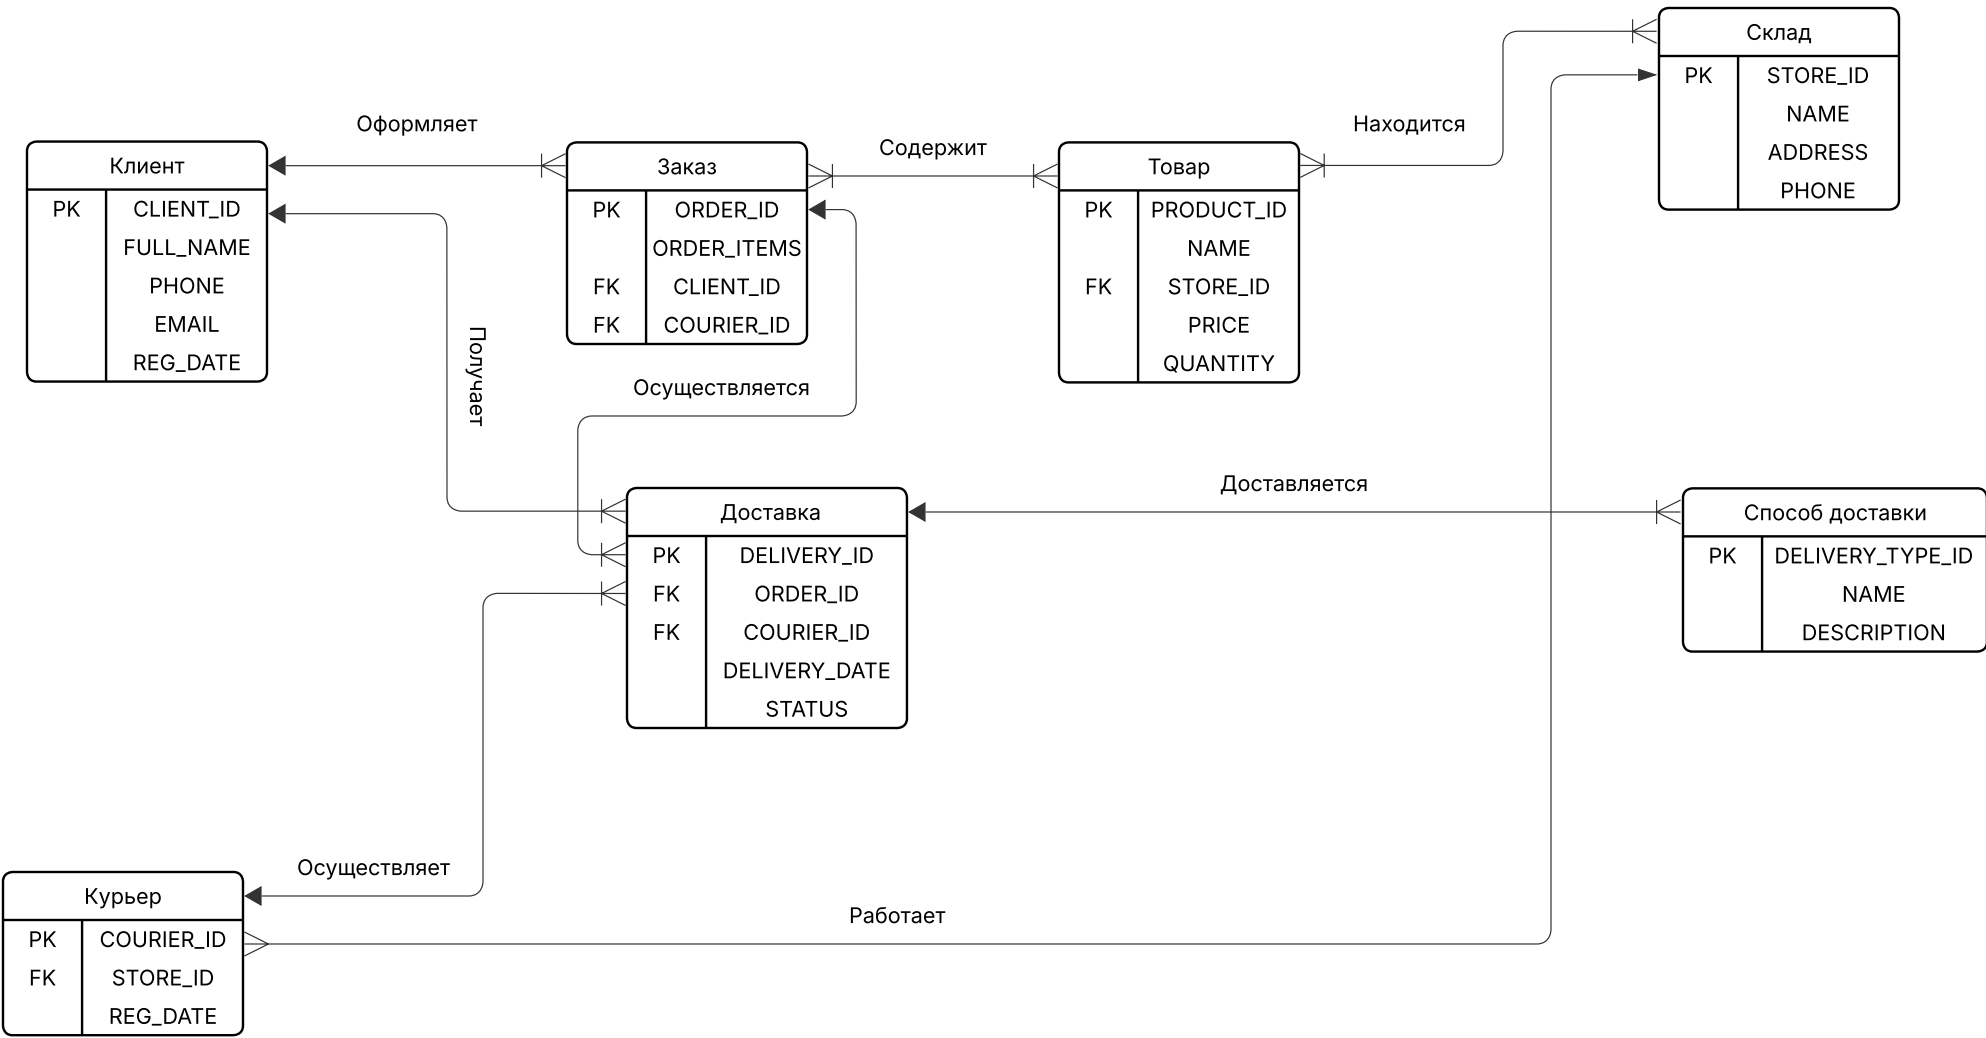 Склад
PK STORE_ID
NAME
ADDRESS
PHONE
Оформляет
Содержит
Находится
Клиент
PK CLIENT_ID
FULL_NAME
PHONE
EMAIL
REG_DATE
Заказ
PK ORDER_ID
ORDER_ITEMS
FK CLIENT_ID
FK COURIER_ID
Товар
PK PRODUCT_ID
NAME
FK STORE_ID
PRICE
QUANTITY
Получает
Осуществляется
Доставляется
Доставка
PK DELIVERY_ID
FK ORDER_ID
FK COURIER_ID
DELIVERY_DATE
STATUS
Способ доставки
PK DELIVERY_TYPE_ID
NAME
DESCRIPTION
Осуществляет
Работает
Курьер
PK COURIER_ID
FK STORE_ID
REG_DATE